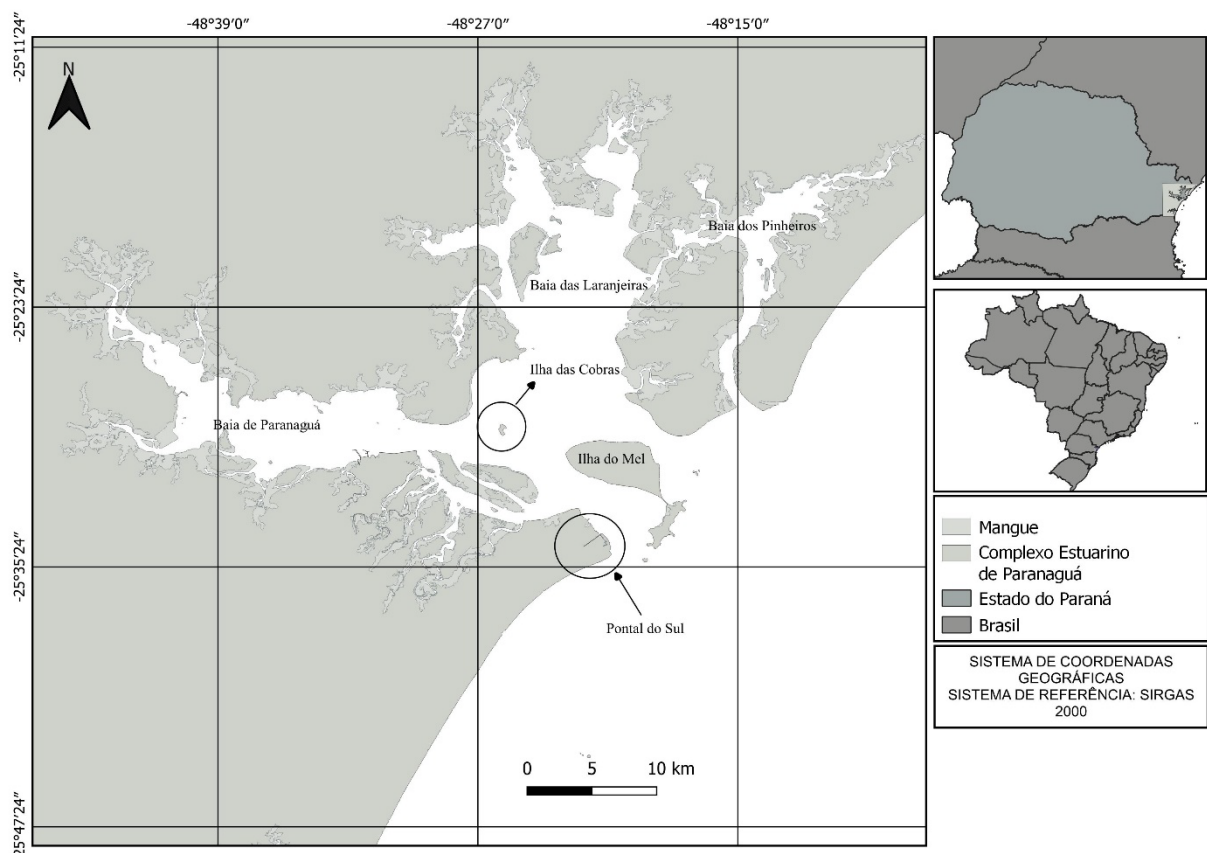 -48°39'0"
-48°27'0"
-48°15'0"
-25°11'24"
-25°23'24"
-25°35'24"
-25°47'24"
N
Baia dos Pinheiros
Baia das Laranjeiras
Ilha das Cobras
Baia de Paranaguá
Ilha do Mel
Pontal do Sul
0 5 10 km
Mangue
Complexo Estuarino
de Paranaguá
Estado do Paraná
Brasil
SISTEMA DE COORDENADAS
GEOGRÁFICAS
SISTEMA DE REFERÊNCIA: SIRGAS
2000